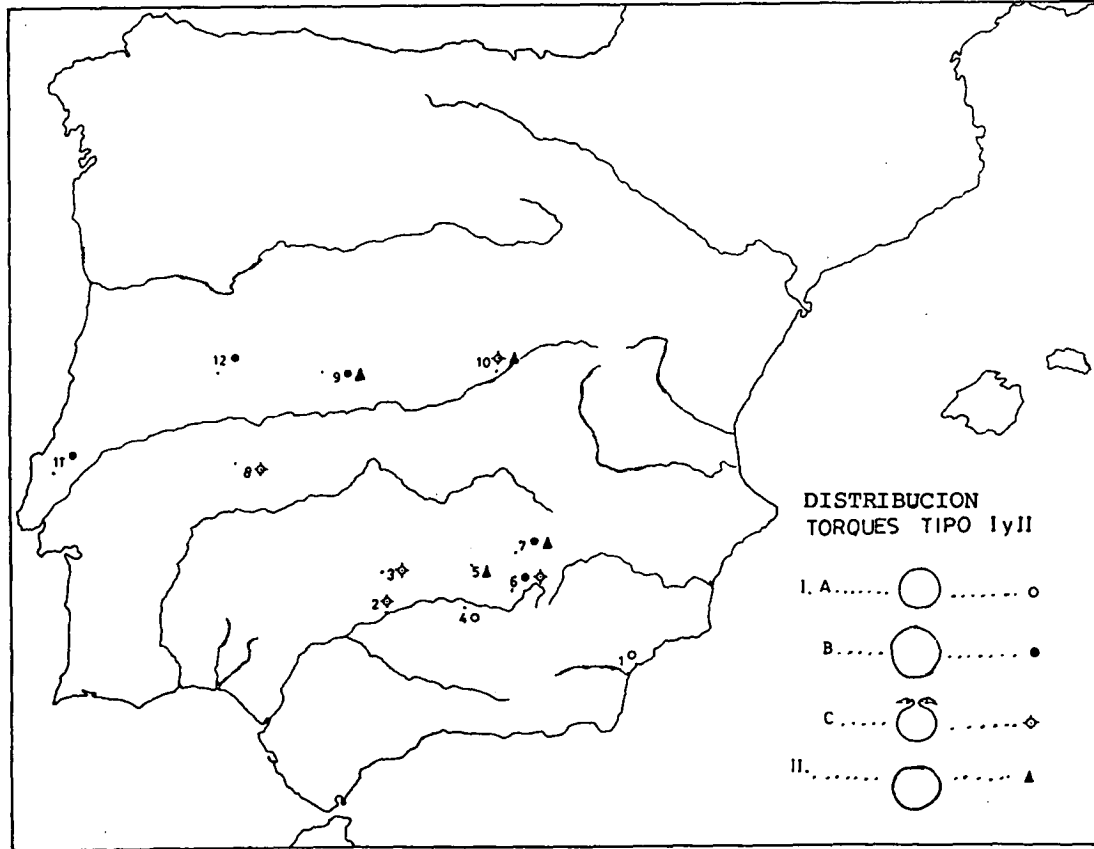 12
9
10
11
8
7
3
5
6
2
4
1
DISTRIBUCION
TORQUES TIPO I y II
I. A....... .......
B...... .......
C..... ......
II. ....... ......